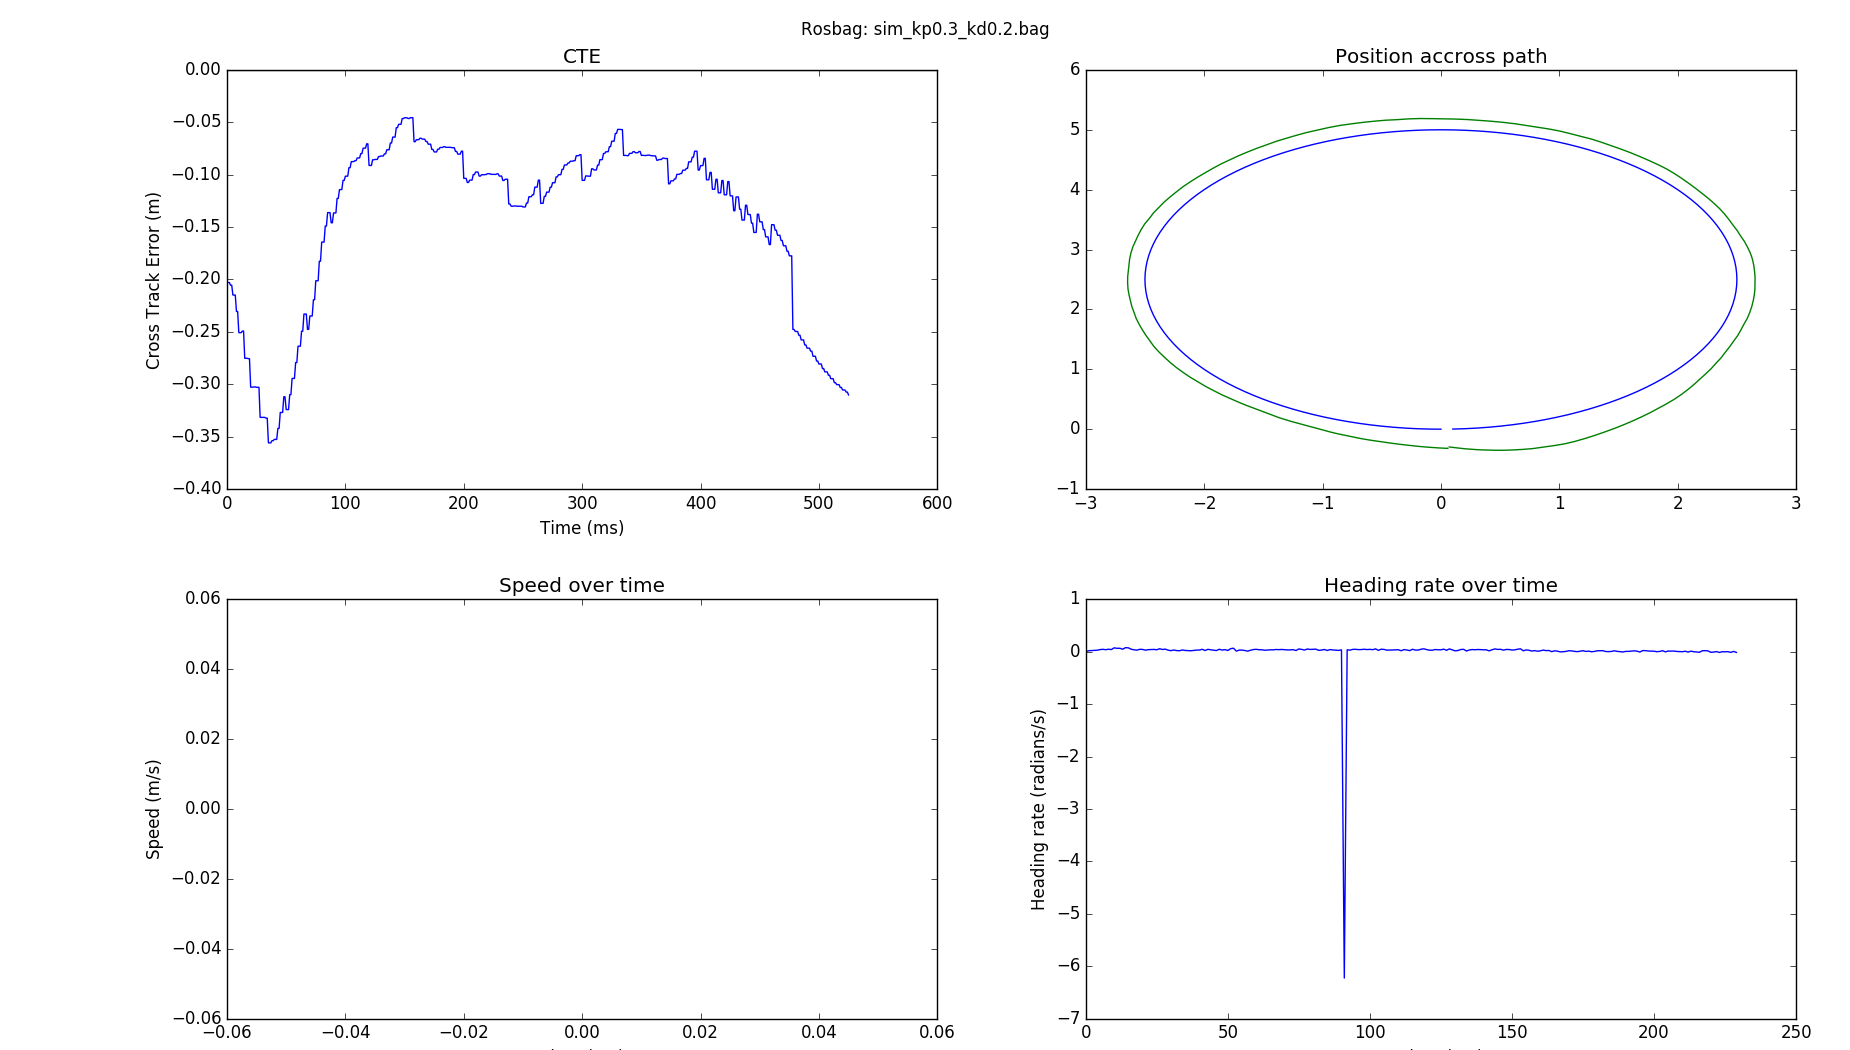 Rosbag: sim_kp0.3_kd0.2.bag
CTE
0.00
−0.05
−0.10
−0.15
−0.20
−0.25
−0.30
−0.35
−0.40
Cross Track Error (m)
0 100 200 300 400 500 600
Time (ms)
Position accross path
6
5
4
3
2
1
0
−1
−3 −2 −1 0 1 2 3
Speed over time
0.06
0.04
0.02
0.00
−0.02
−0.04
−0.06
Speed (m/s)
−0.06 −0.04 −0.02 0.00 0.02 0.04 0.06
Heading rate over time
1
0
−1
−2
−3
−4
−5
−6
−7
Heading rate (radians/s)
0 50 100 150 200 250